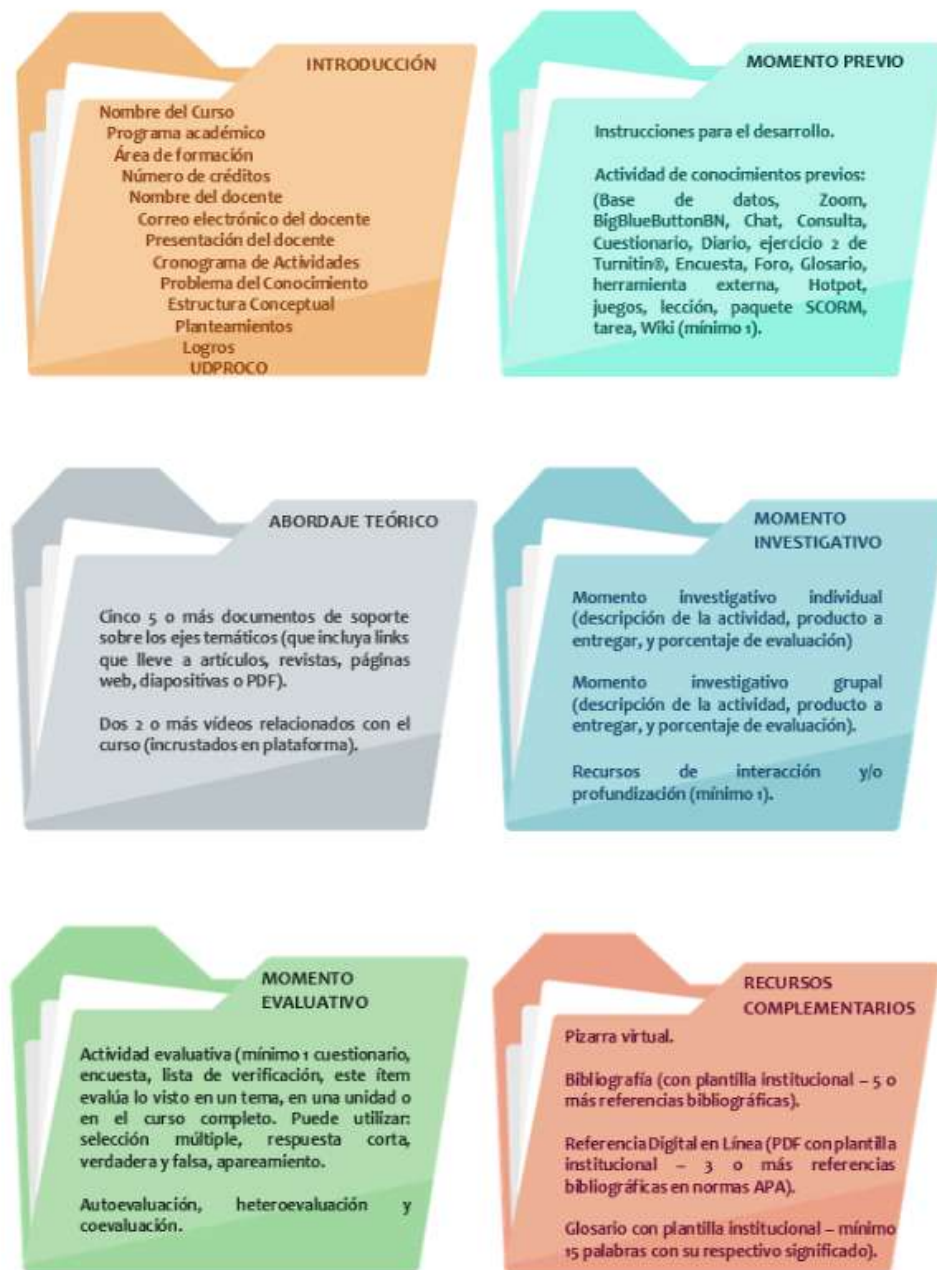 INTRODUCCIÓN
Nombre del Curso
Programa académico
Área de formación
Número de créditos
Nombre del docente
Correo electrónico del docente
Presentación del docente
Cronograma de Actividades
Problema del Conocimiento
Estructura Conceptual
Planteamientos
Logros
UDPROCO
MOMENTO PREVIO
Instrucciones para el desarrollo.
Actividad de conocimientos previos:
(Base de datos, Zoom,
BigBlueButtonBN, Chat, Consulta,
Cuestionario, Diario, ejercicio 2 de
Turnitin®, Encuesta, Foro, Glosario,
herramienta externa, Hotpot,
juegos, lección, paquete SCORM,
tarea, Wiki (mínimo 1).
ABORDAJE TEÓRICO
Cinco 5 o más documentos de soporte
sobre los ejes temáticos (que incluya links
que lleve a artículos, revistas, páginas
web, diapositivas o PDF).
Dos 2 o más vídeos relacionados con el
curso (incrustados en plataforma).
MOMENTO
INVESTIGATIVO
Momento investigativo individual
(descripción de la actividad, producto a
entregar, y porcentaje de evaluación)
Momento investigativo grupal
(descripción de la actividad, producto a
entregar, y porcentaje de evaluación).
Recursos de interacción y/o
profundización (mínimo 1).
MOMENTO
EVALUATIVO
Actividad evaluativa (mínimo 1 cuestionario,
encuesta, lista de verificación, este ítem
evalúa lo visto en un tema, en una unidad o
en el curso completo. Puede utilizar:
selección múltiple, respuesta corta,
verdadera y falsa, apareamiento.
Autoevaluación, heteroevaluación y
coevaluación.
RECURSOS
COMPLEMENTARIOS
Pizarra virtual.
Bibliografía (con plantilla institucional – 5 o
más referencias bibliográficas).
Referencia Digital en Línea (PDF con plantilla
institucional – 3 o más referencias
bibliográficas en normas APA).
Glosario con plantilla institucional – mínimo
15 palabras con su respectivo significado).